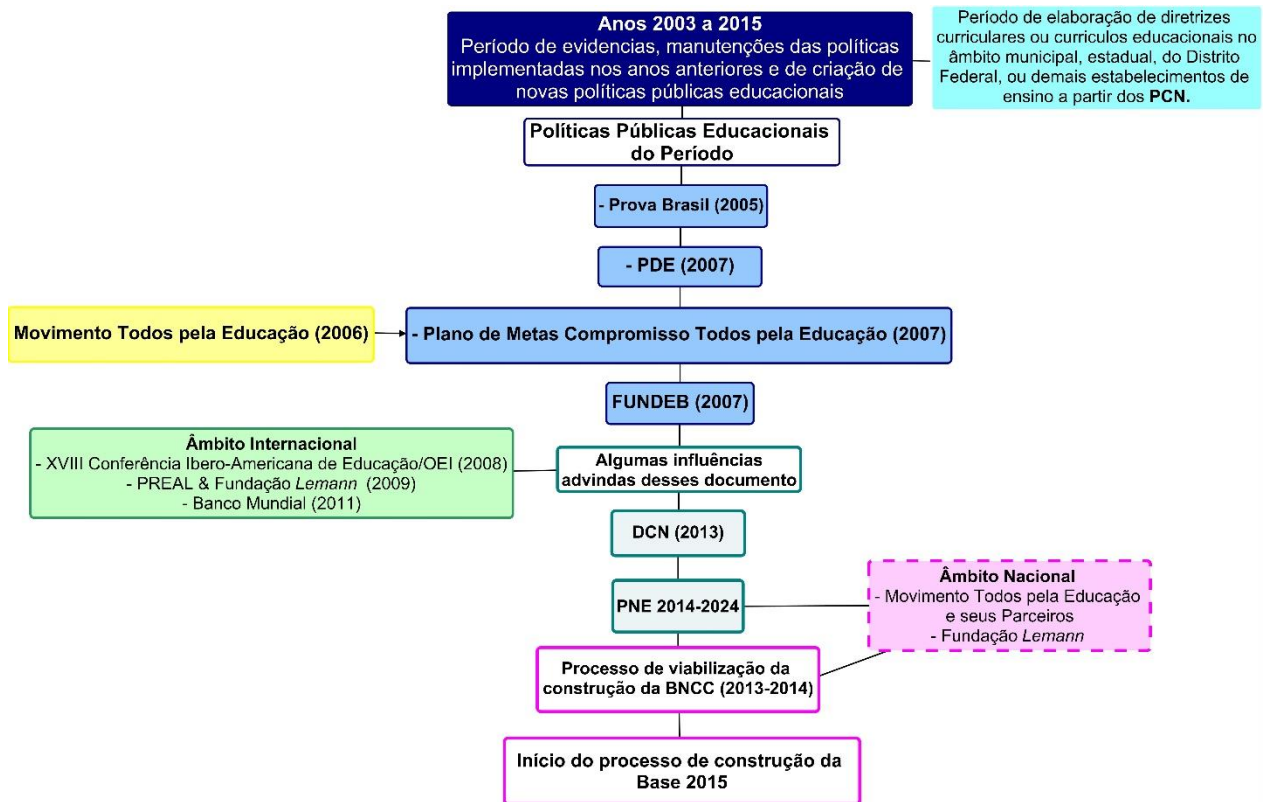 Anos 2003 a 2015
Período de evidencias, manutenções das políticas
implementadas nos anos anteriores e de criação de
novas políticas públicas educacionais
Período de elaboração de diretrizes
curriculares ou curriculos educacionais no
âmbito municipal, estadual, do Distrito
Federal, ou demais estabelecimentos de
ensino a partir dos PCN.
Políticas Públicas Educacionais
do Período
- Prova Brasil (2005)
- PDE (2007)
Movimento Todos pela Educação (2006)
- Plano de Metas Compromisso Todos pela Educação (2007)
FUNDEB (2007)
Âmbito Internacional
- XVIII Conferência Ibero-Americana de Educação/OEI (2008)
- PREAL & Fundação Lemann (2009)
- Banco Mundial (2011)
Algumas influências
advindas desses documento
DCN (2013)
PNE 2014-2024
Âmbito Nacional
- Movimento Todos pela Educação
e seus Parceiros
- Fundação Lemann
Processo de viabilização da
construção da BNCC (2013-2014)
Início do processo de construção da
Base 2015